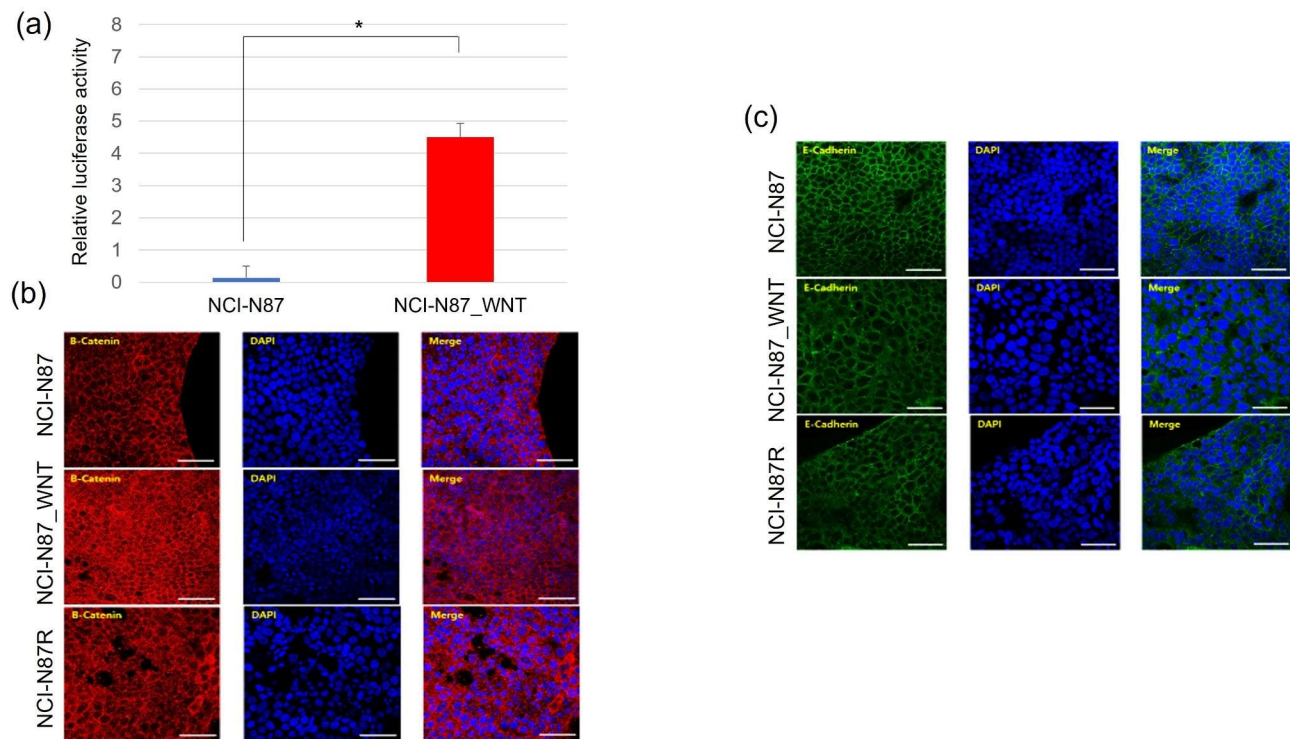 (a)
Relative luciferase activity
8
7
6
5
4
3
2
1
0
*
NCI-N87
NCI-N87_WNT
(b)
NCI-N87
B-Catenin
DAPI
Merge
NCI-N87_WNT
B-Catenin
DAPI
Merge
NCI-N87R
B-Catenin
DAPI
Merge
(c)
NCI-N87
E-Cadherin
DAPI
Merge
NCI-N87_WNT
E-Cadherin
DAPI
Merge
NCI-N87R
E-Cadherin
DAPI
Merge